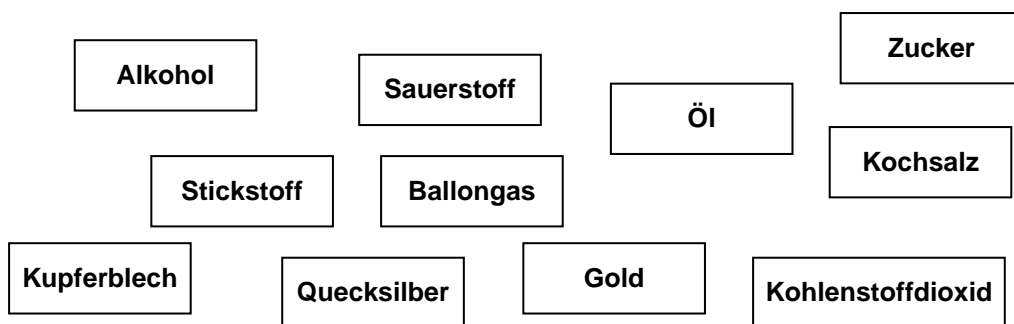 Zucker
Alkohol
Sauerstoff
Öl
Kochsalz
Stickstoff
Ballongas
Kupferblech
Quecksilber
Gold
Kohlenstoffdioxid